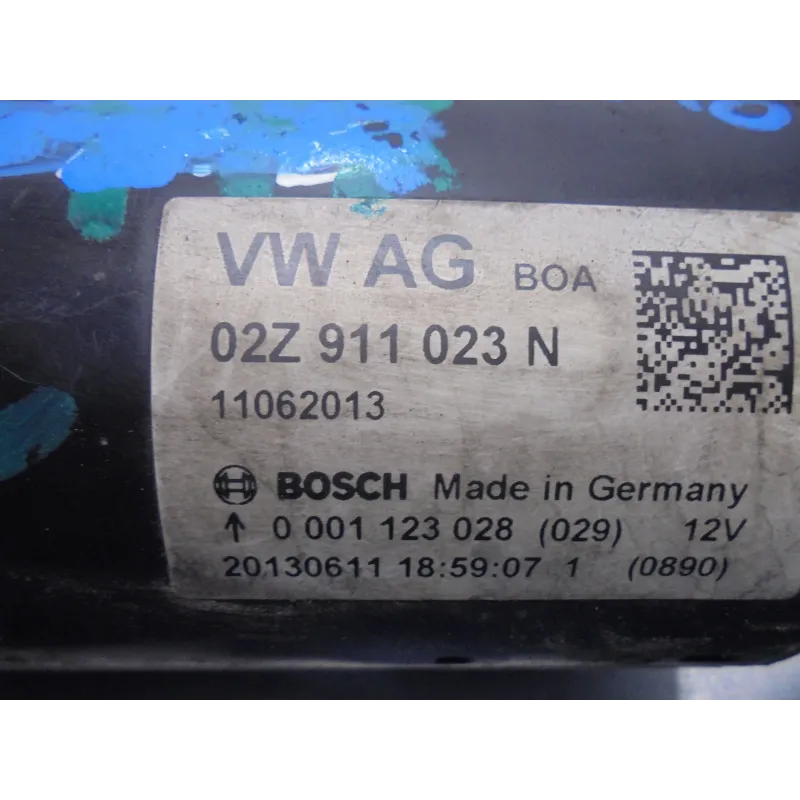 VW AG BOA
02Z 911 023 N
11062013
BOSCH Made in Germany
↑ 0 001 123 028 (029) 12V
20130611 18:59:07 1 (0890)